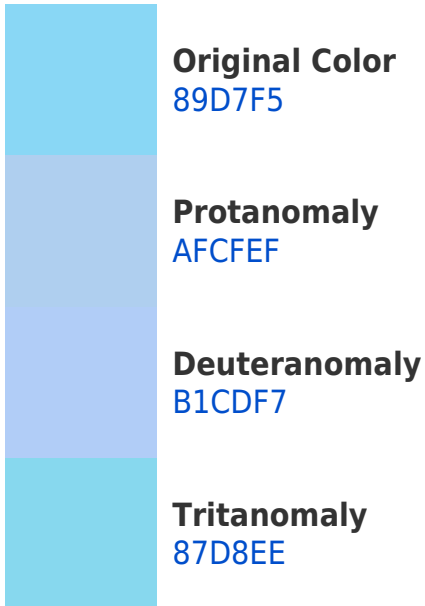 Original Color
89D7F5
Protanomaly
AFCFEF
Deuteranomaly
B1CDF7
Tritanomaly
87D8EE